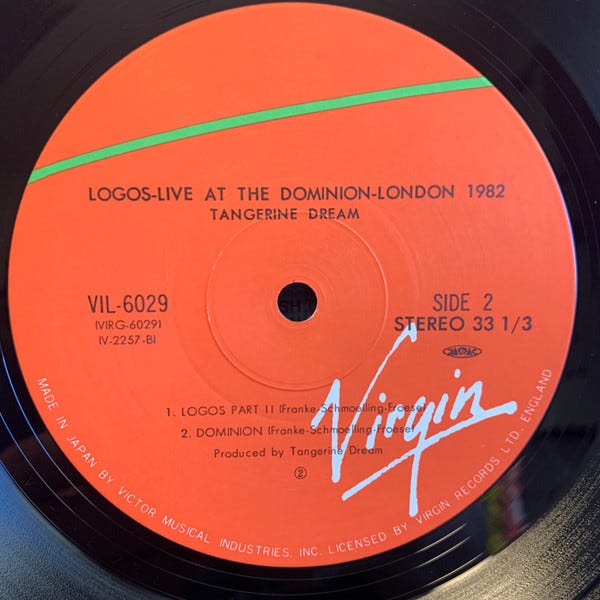 LOGOS-LIVE AT THE DOMINION-LONDON 1982
TANGERINE DREAM
VIL-6029
(VIRG-6029)
(V-2257-B)
SIDE 2
STEREO 33 1/3
JASRAC
1. LOGOS PART II (Franke-Schmoelling-Froese)
2. DOMINION (Franke-Schmoelling-Froese)
Produced by Tangerine Dream
②
Virgin
MADE IN JAPAN BY VICTOR MUSICAL INDUSTRIES, INC. LICENSED BY VIRGIN RECORDS LTD. ENGLAND